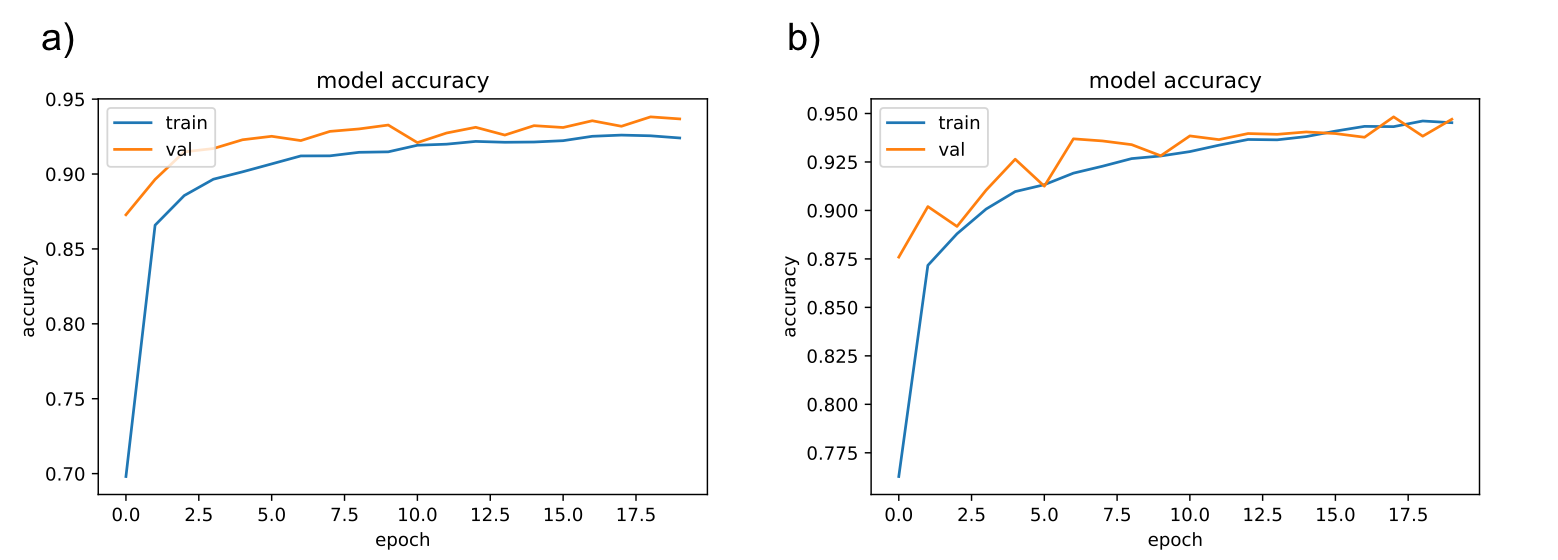 a)
model accuracy
0.95
0.90
0.85
0.80
0.75
0.70
accuracy
train
val
0.0 2.5 5.0 7.5 10.0 12.5 15.0 17.5
epoch
b)
model accuracy
0.950
0.925
0.900
0.875
0.850
0.825
0.800
0.775
accuracy
train
val
0.0 2.5 5.0 7.5 10.0 12.5 15.0 17.5
epoch